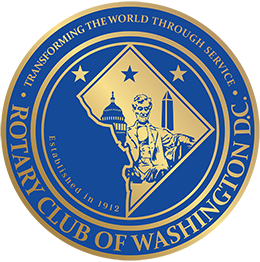 • TRANSFORMING THE WORLD THROUGH SERVICE •
Established in 1912
ROTARY CLUB OF WASHINGTON D.C